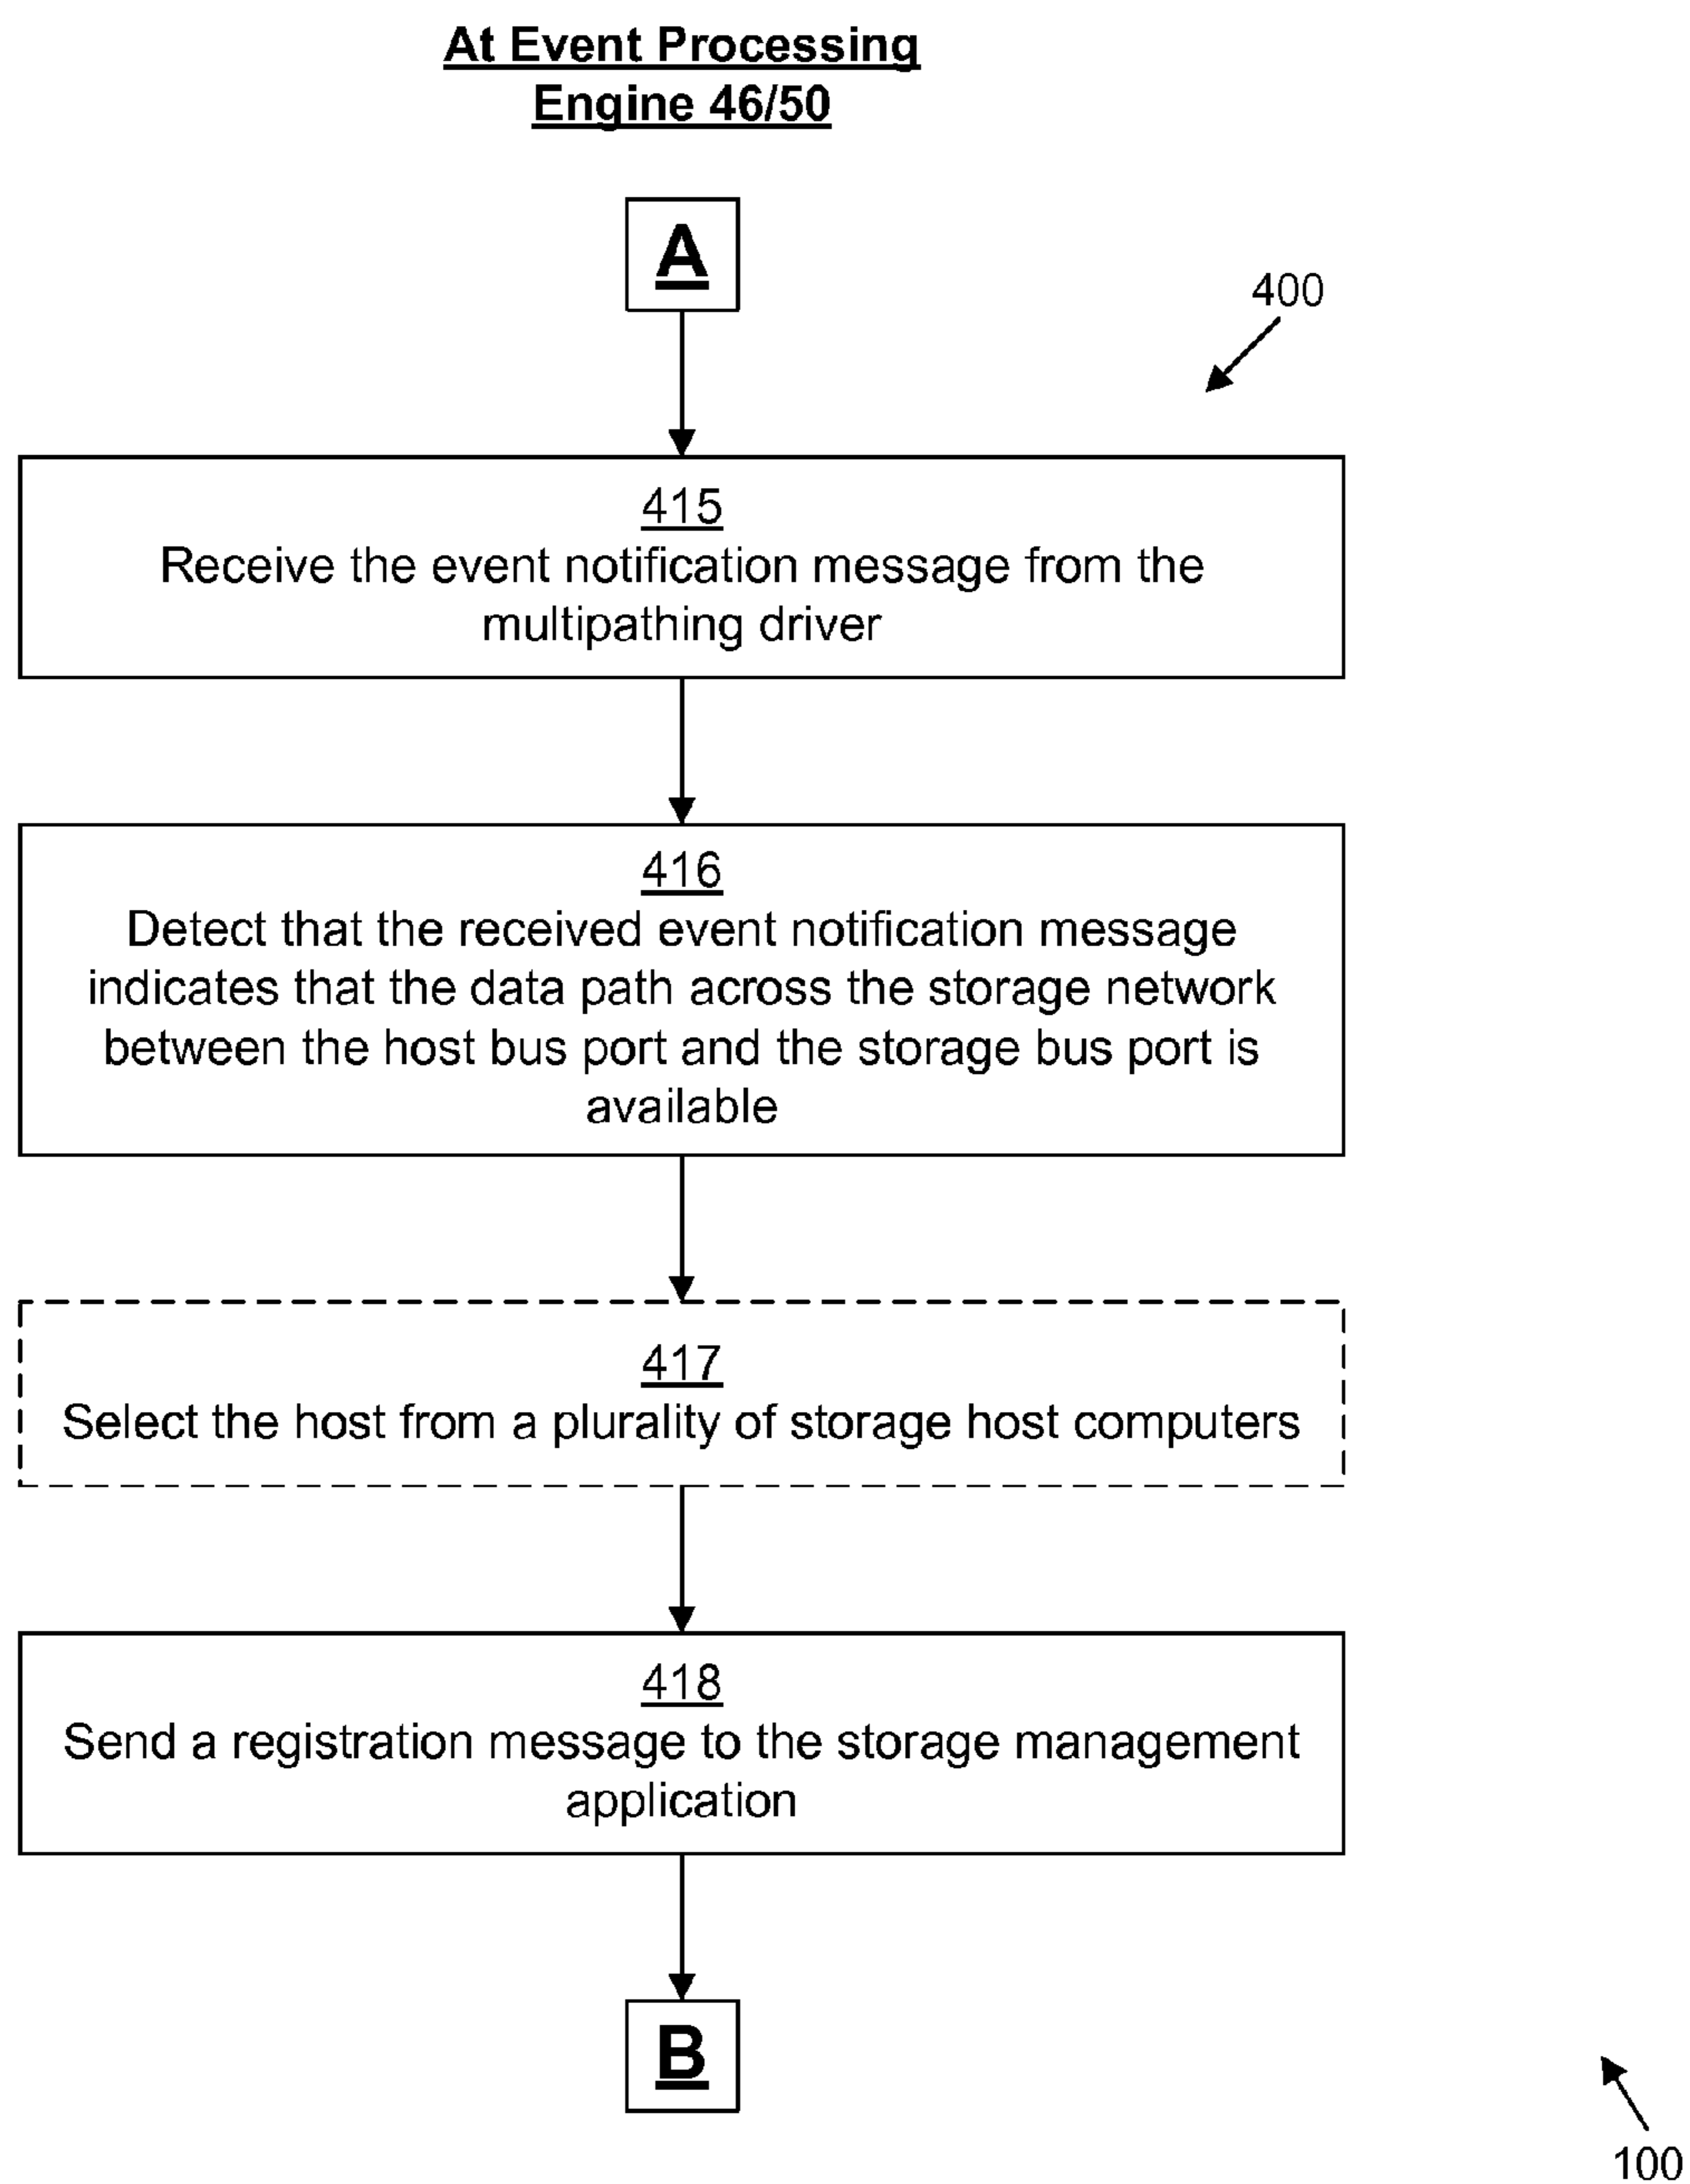 At Event Processing
Engine 46/50
A
400
415
Receive the event notification message from the
multipathing driver
416
Detect that the received event notification message
indicates that the data path across the storage network
between the host bus port and the storage bus port is
available
417
Select the host from a plurality of storage host computers
418
Send a registration message to the storage management
application
B
100